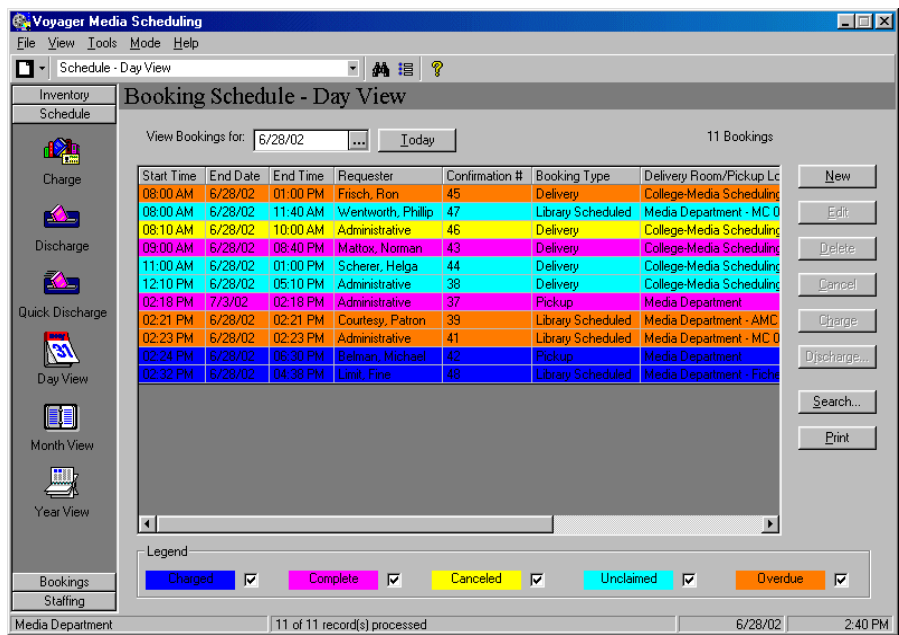 Voyager Media Scheduling
File View Tools Mode Help
Schedule - Day View
Inventory
Schedule
Charge
Discharge
Quick Discharge
Day View
Month View
Year View
Bookings
Staffing
Booking Schedule - Day View
View Bookings for: 6/28/02 ... Today 11 Bookings
Start Time End Date End Time Requester Confirmation # Booking Type Delivery Room/Pickup Lo
08:00 AM 6/28/02 01:00 PM Frisch, Ron 45 Delivery College-Media Scheduling
08:00 AM 6/28/02 11:40 AM Wentworth, Phillip 47 Library Scheduled Media Department - MC 0
08:10 AM 6/28/02 10:00 AM Administrative 46 Delivery College-Media Scheduling
09:00 AM 6/28/02 08:40 PM Mattox, Norman 43 Delivery College-Media Scheduling
11:00 AM 6/28/02 01:00 PM Scherer, Helga 44 Delivery College-Media Scheduling
12:10 PM 6/28/02 05:10 PM Administrative 38 Delivery College-Media Scheduling
02:18 PM 7/3/02 02:18 PM Administrative 37 Pickup Media Department
02:21 PM 6/28/02 02:21 PM Courtesy, Patron 39 Library Scheduled Media Department - AMC
02:23 PM 6/28/02 02:23 PM Administrative 41 Library Scheduled Media Department - MC 0
02:24 PM 6/28/02 06:30 PM Belman, Michael 42 Pickup Media Department
02:32 PM 6/28/02 04:38 PM Limit, Fine 48 Library Scheduled Media Department - Fichs
New
Edit
Delete
Cancel
Charge
Discharge...
Search...
Print
Legend
Charged Complete Canceled Unclaimed Overdue
Media Department 11 of 11 record(s) processed 6/28/02 2:40 PM